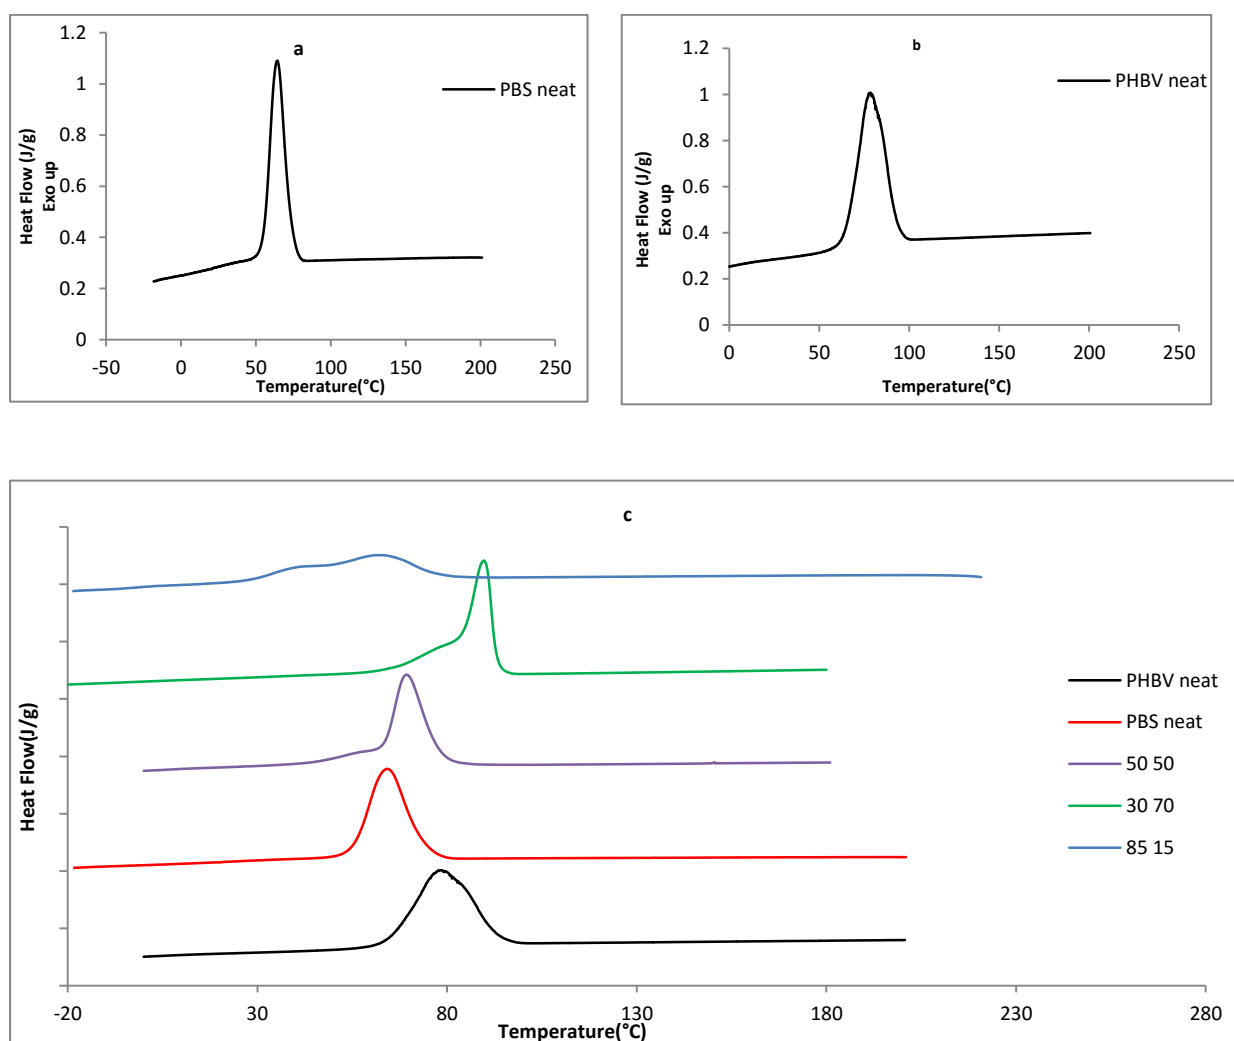 a
1.2
1
0.8
0.6
0.4
0.2
0
Heat Flow (J/g)
Exo up
PBS neat
-50 0 50 100 150 200 250
Temperature(°C)
b
1.2
1
0.8
0.6
0.4
0.2
0
Heat Flow (J/g)
Exo up
PHBV neat
0 50 100 150 200 250
Temperature(°C)
c
Heat Flow(J/g)
PHBV neat
PBS neat
50 50
30 70
85 15
-20 30 80 130 180 230 280
Temperature(°C)